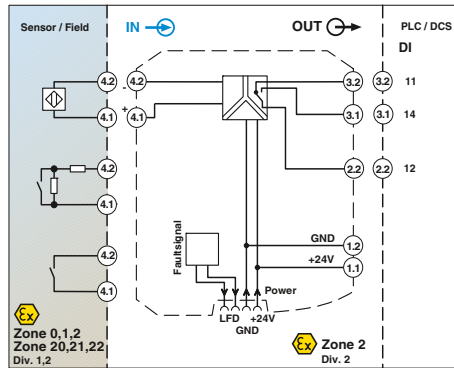 Sensor / Field
IN
OUT
PLC / DCS
DI
4.2
-
4.2
3.2
3.2
11
4.1
+
4.1
3.1
3.1
14
4.2
2.2
2.2
12
4.1
Faultsignal
GND
1.2
4.2
+24V
1.1
4.1
Power
LFD
+24V
GND
Ex
Zone 0,1,2
Zone 20,21,22
Div. 1,2
Ex
Zone 2
Div. 2